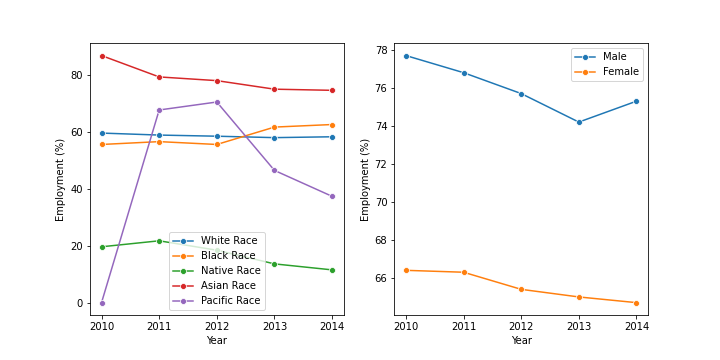 Employment (%)
80
60
40
20
0
White Race
Black Race
Native Race
Asian Race
Pacific Race
2010 2011 2012 2013 2014
Year
Employment (%)
78
76
74
72
70
68
66
Male
Female
2010 2011 2012 2013 2014
Year